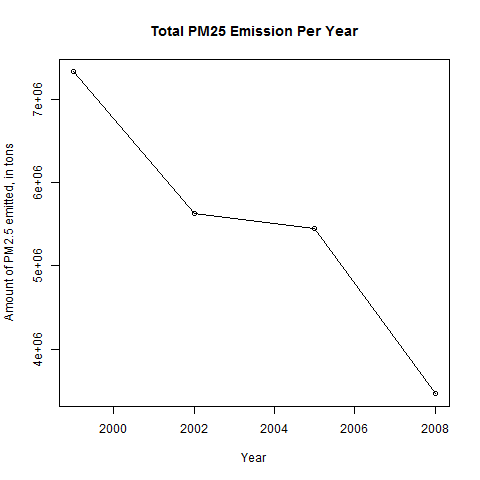 Total PM25 Emission Per Year
Amount of PM2.5 emitted, in tons
7e+06
6e+06
5e+06
4e+06
2000 2002 2004 2006 2008
Year